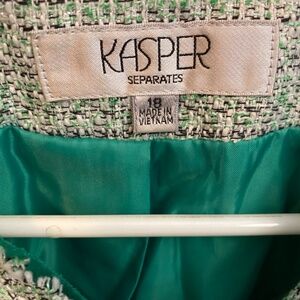 KASPER
SEPARATES
18
MADE IN
VIETNAM